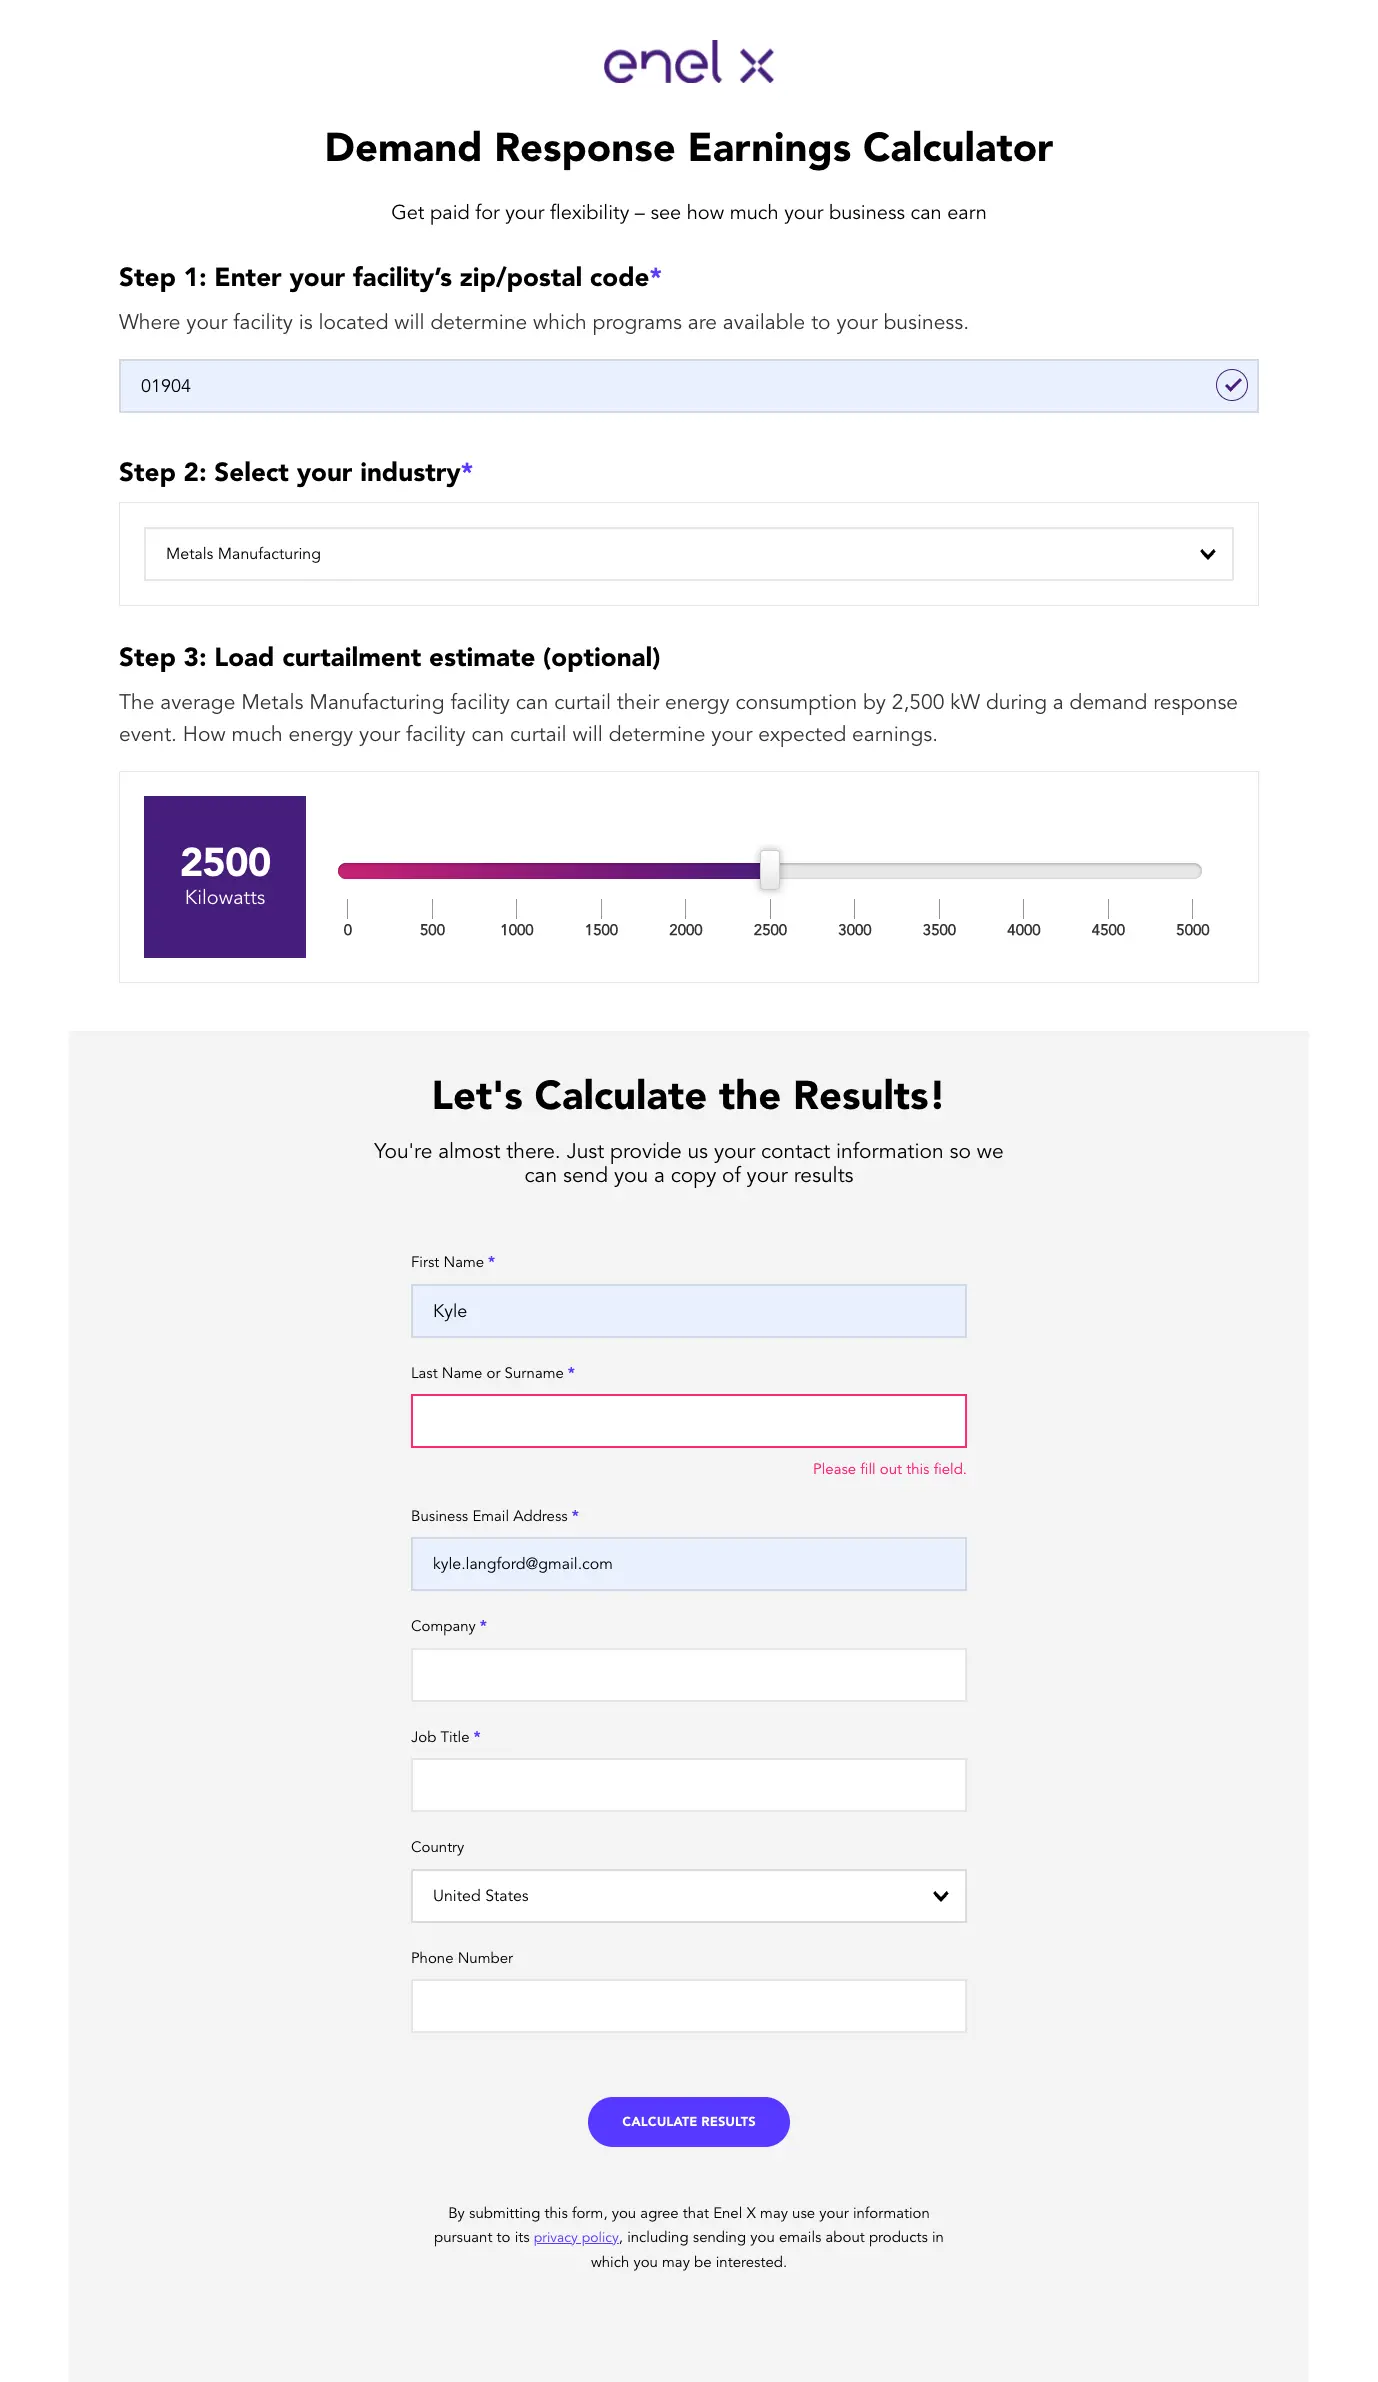 enel x
Demand Response Earnings Calculator
Get paid for your flexibility – see how much your business can earn
Step 1: Enter your facility’s zip/postal code*
Where your facility is located will determine which programs are available to your business.
01904
Step 2: Select your industry*
Metals Manufacturing
Step 3: Load curtailment estimate (optional)
The average Metals Manufacturing facility can curtail their energy consumption by 2,500 kW during a demand response
event. How much energy your facility can curtail will determine your expected earnings.
2500
Kilowatts
0 500 1000 1500 2000 2500 3000 3500 4000 4500 5000
Let's Calculate the Results!
You're almost there. Just provide us your contact information so we
can send you a copy of your results
First Name *
Kyle
Last Name or Surname *
Please fill out this field.
Business Email Address *
kyle.langford@gmail.com
Company *
Job Title *
Country
United States
Phone Number
CALCULATE RESULTS
By submitting this form, you agree that Enel X may use your information
pursuant to its privacy policy, including sending you emails about products in
which you may be interested.